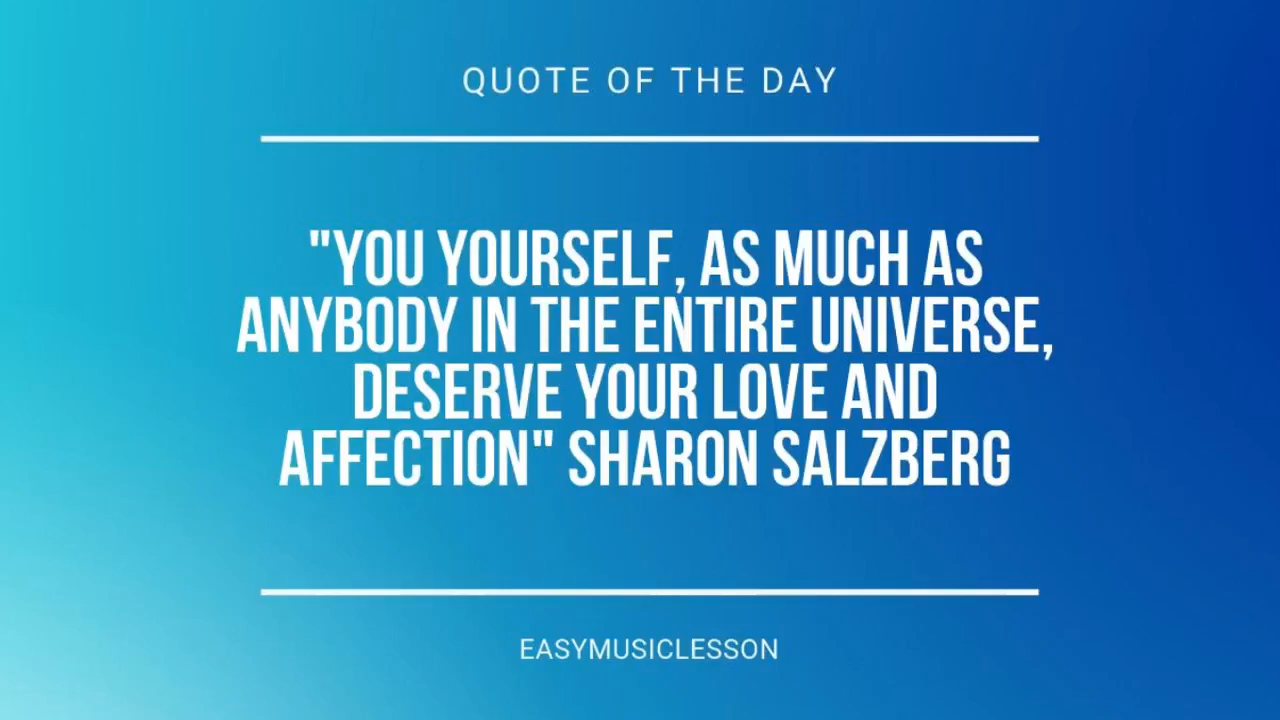 QUOTE OF THE DAY
"YOU YOURSELF, AS MUCH AS
ANYBODY IN THE ENTIRE UNIVERSE,
DESERVE YOUR LOVE AND
AFFECTION" SHARON SALZBERG
EASYMUSICLESSON